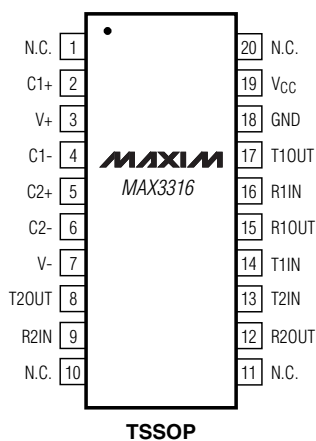 N.C. 1 20 N.C.
C1+ 2 19 VCC
V+ 3 18 GND
C1- 4 MAXIM 17 T1OUT
C2+ 5 MAX3316 16 R1IN
C2- 6 15 R1OUT
V- 7 14 T1IN
T2OUT 8 13 T2IN
R2IN 9 12 R2OUT
N.C. 10 11 N.C.
TSSOP